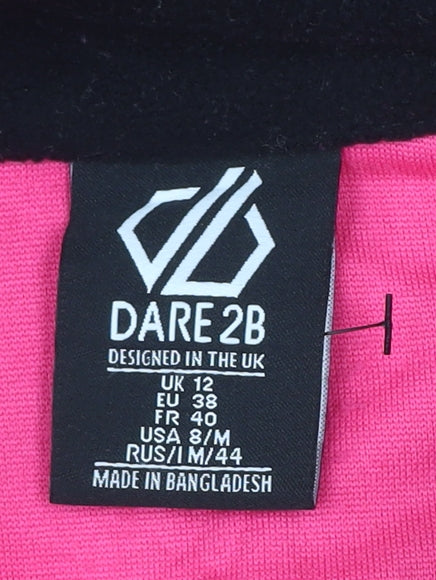 DARE 2B
DESIGNED IN THE UK
UK 12
EU 38
FR 40
USA 8/M
RUS/I M/44
MADE IN BANGLADESH